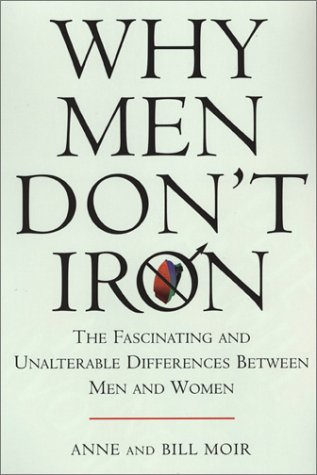 WHY
MEN
DON'T
IRON
THE FASCINATING AND
UNALTERABLE DIFFERENCES BETWEEN
MEN AND WOMEN
ANNE AND BILL MOIR